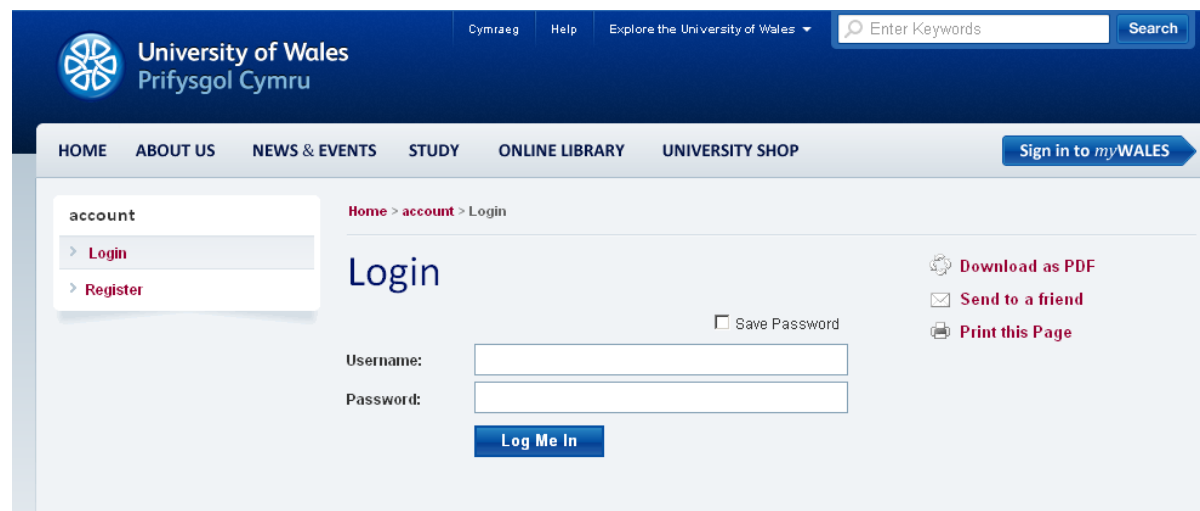 Cymraeg Help Explore the University of Wales Enter Keywords Search
University of Wales
Prifysgol Cymru
HOME ABOUT US NEWS & EVENTS STUDY ONLINE LIBRARY UNIVERSITY SHOP Sign in to myWALES
account
Login
Register
Home > account > Login
Login
Save Password
Username:
Password:
Log Me In
Download as PDF
Send to a friend
Print this Page